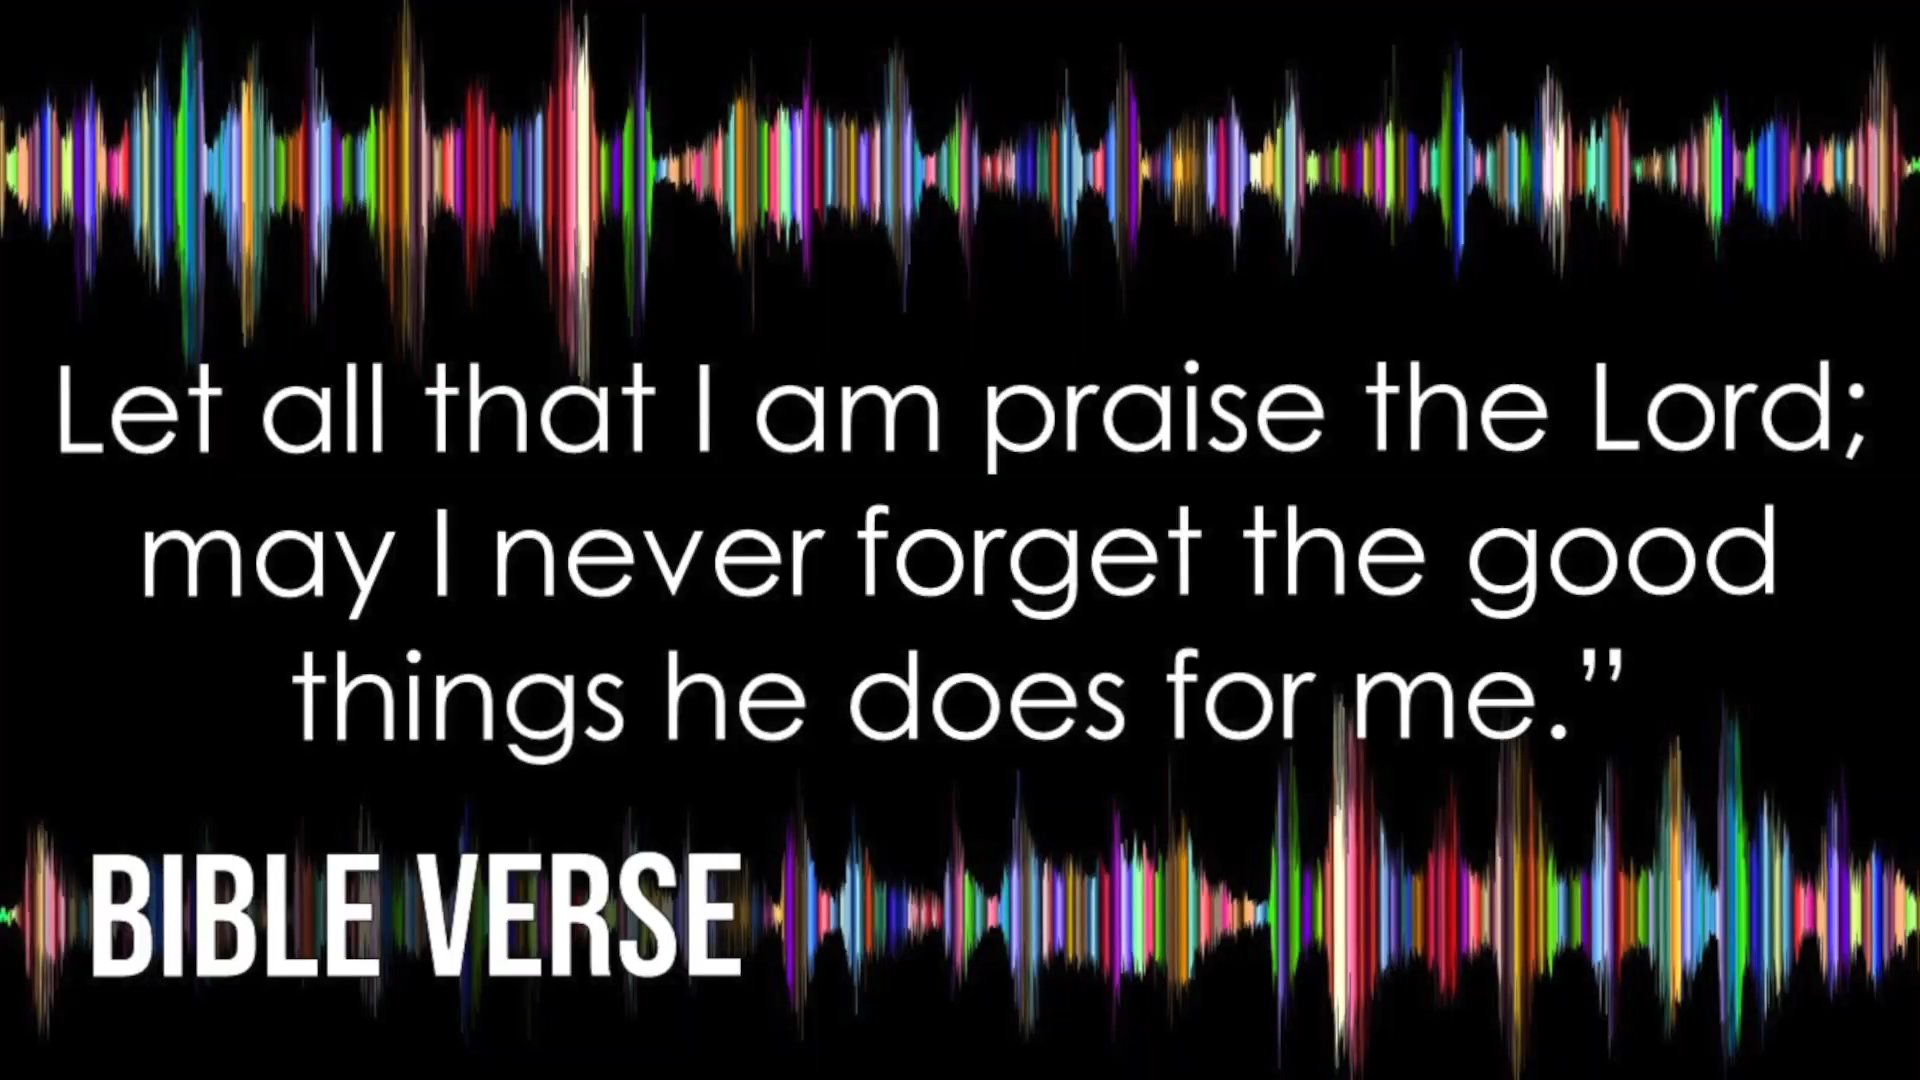 Let all that I am praise the Lord;
may I never forget the good
things he does for me.”
BIBLE VERSE